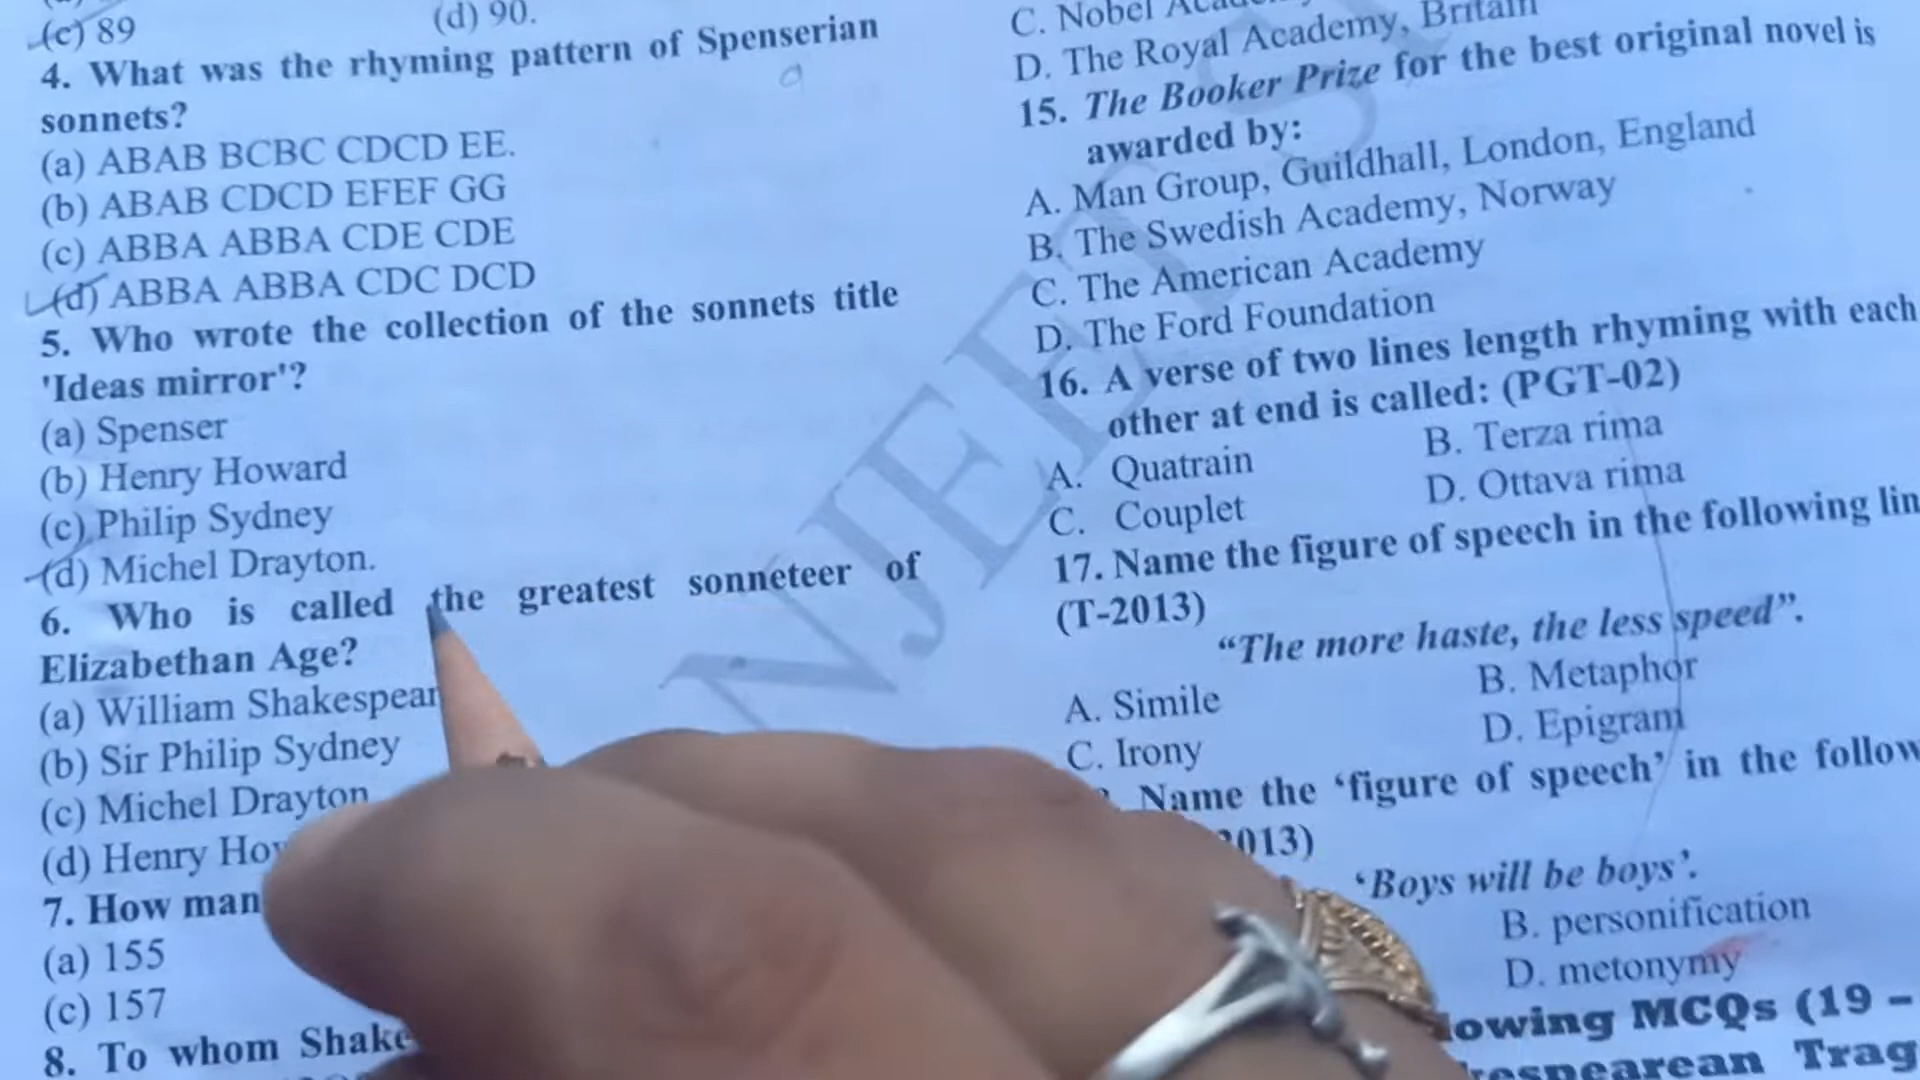 (c) 89
(d) 90.
4. What was the rhyming pattern of Spenserian
sonnets?
(a) ABAB BCBC CDCD EE.
(b) ABAB CDCD EFEF GG
(c) ABBA ABBA CDE CDE
(d) ABBA ABBA CDC DCD
5. Who wrote the collection of the sonnets title
'Ideas mirror'?
(a) Spenser
(b) Henry Howard
(c) Philip Sydney
(d) Michel Drayton.
6. Who is called the greatest sonneteer of
Elizabethan Age?
(a) William Shakespear
(b) Sir Philip Sydney
(c) Michel Drayton
(d) Henry
7. How man
(a) 155
(c) 157
8. To whom Shake
C. Nobel
D. The Royal Academy, Britain
15. The Booker Prize for the best original novel is
awarded by:
A. Man Group, Guildhall, London, England
B. The Swedish Academy, Norway
C. The American Academy
D. The Ford Foundation
16. A verse of two lines length rhyming with each
other at end is called: (PGT-02)
A. Quatrain
B. Terza rima
C. Couplet
D. Ottava rima
17. Name the figure of speech in the following lin
(T-2013)
“The more haste, the less speed”.
A. Simile
B. Metaphor
C. Irony
D. Epigram
Name the ‘figure of speech’ in the follow
2013)
‘Boys will be boys’.
B. personification
D. metonymy
lowing MCQs (19 –
kespearean Trag
NJEET S